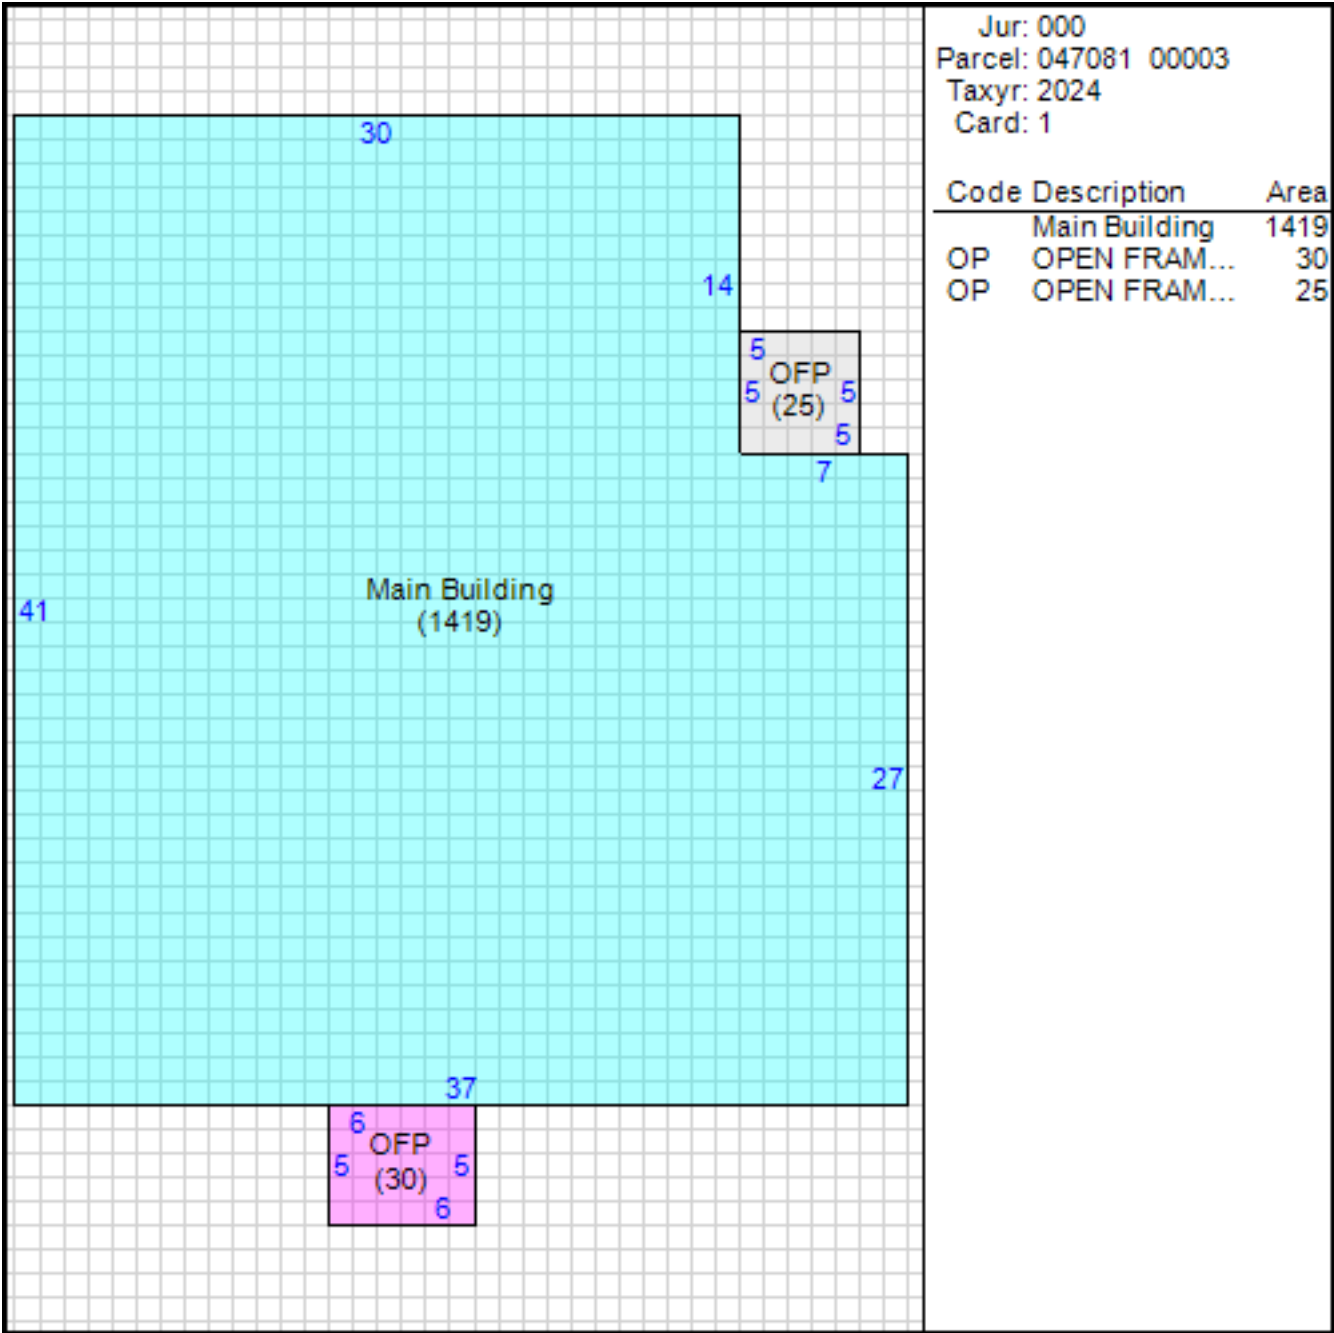 Jur: 000
Parcel: 047081 00003
Taxyr: 2024
Card: 1
Code Description Area
Main Building 1419
OP OPEN FRAM... 30
OP OPEN FRAM... 25
30
14
5
OFP
5 5
(25)
5
7
Main Building
(1419)
41
27
37
6
OFP
5 5
(30)
6